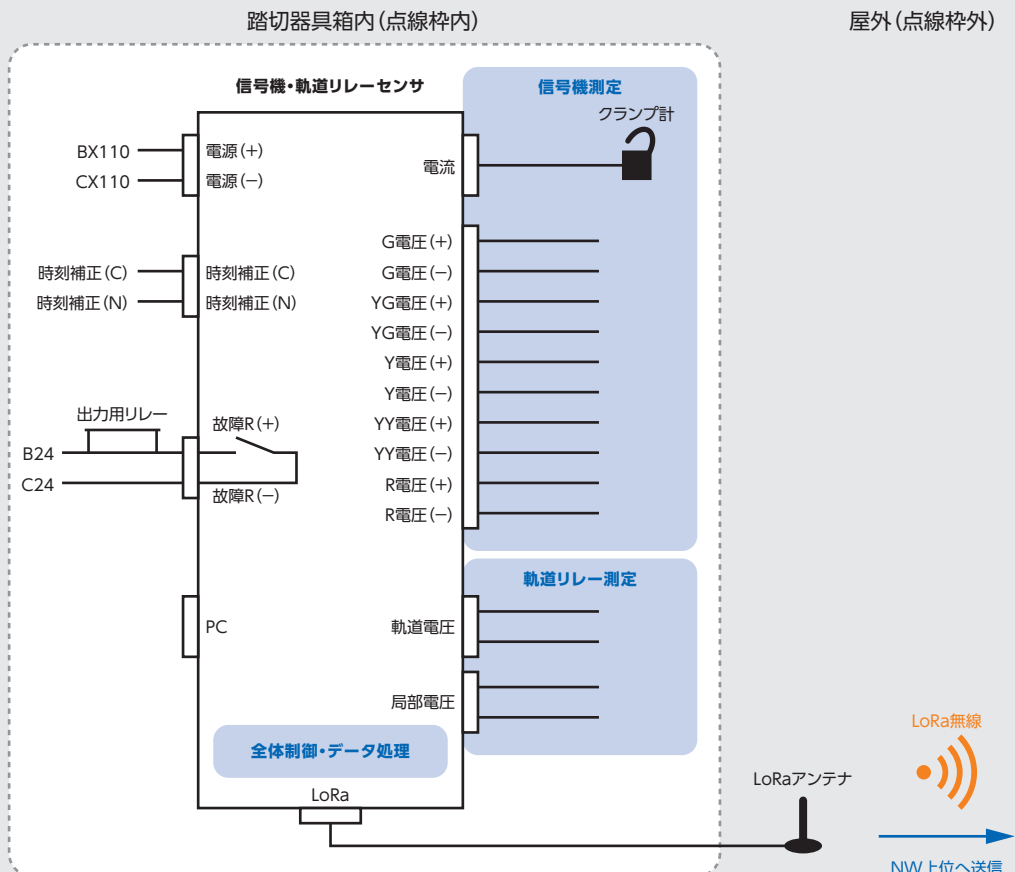 踏切器具箱内(点線枠内)
屋外(点線枠外)
信号機・軌道リレーセンサ
信号機測定
クランプ計
BX110
電源(+)
CX110
電源(−)
電流
時刻補正(C)
時刻補正(C)
時刻補正(N)
時刻補正(N)
G電圧(+)
G電圧(−)
YG電圧(+)
YG電圧(−)
Y電圧(+)
Y電圧(−)
YY電圧(+)
YY電圧(−)
R電圧(+)
R電圧(−)
出力用リレー
故障R(+)
B24
C24
故障R(−)
軌道リレー測定
PC
軌道電圧
局部電圧
全体制御・データ処理
LoRa
LoRaアンテナ
LoRa無線
NW上位へ送信